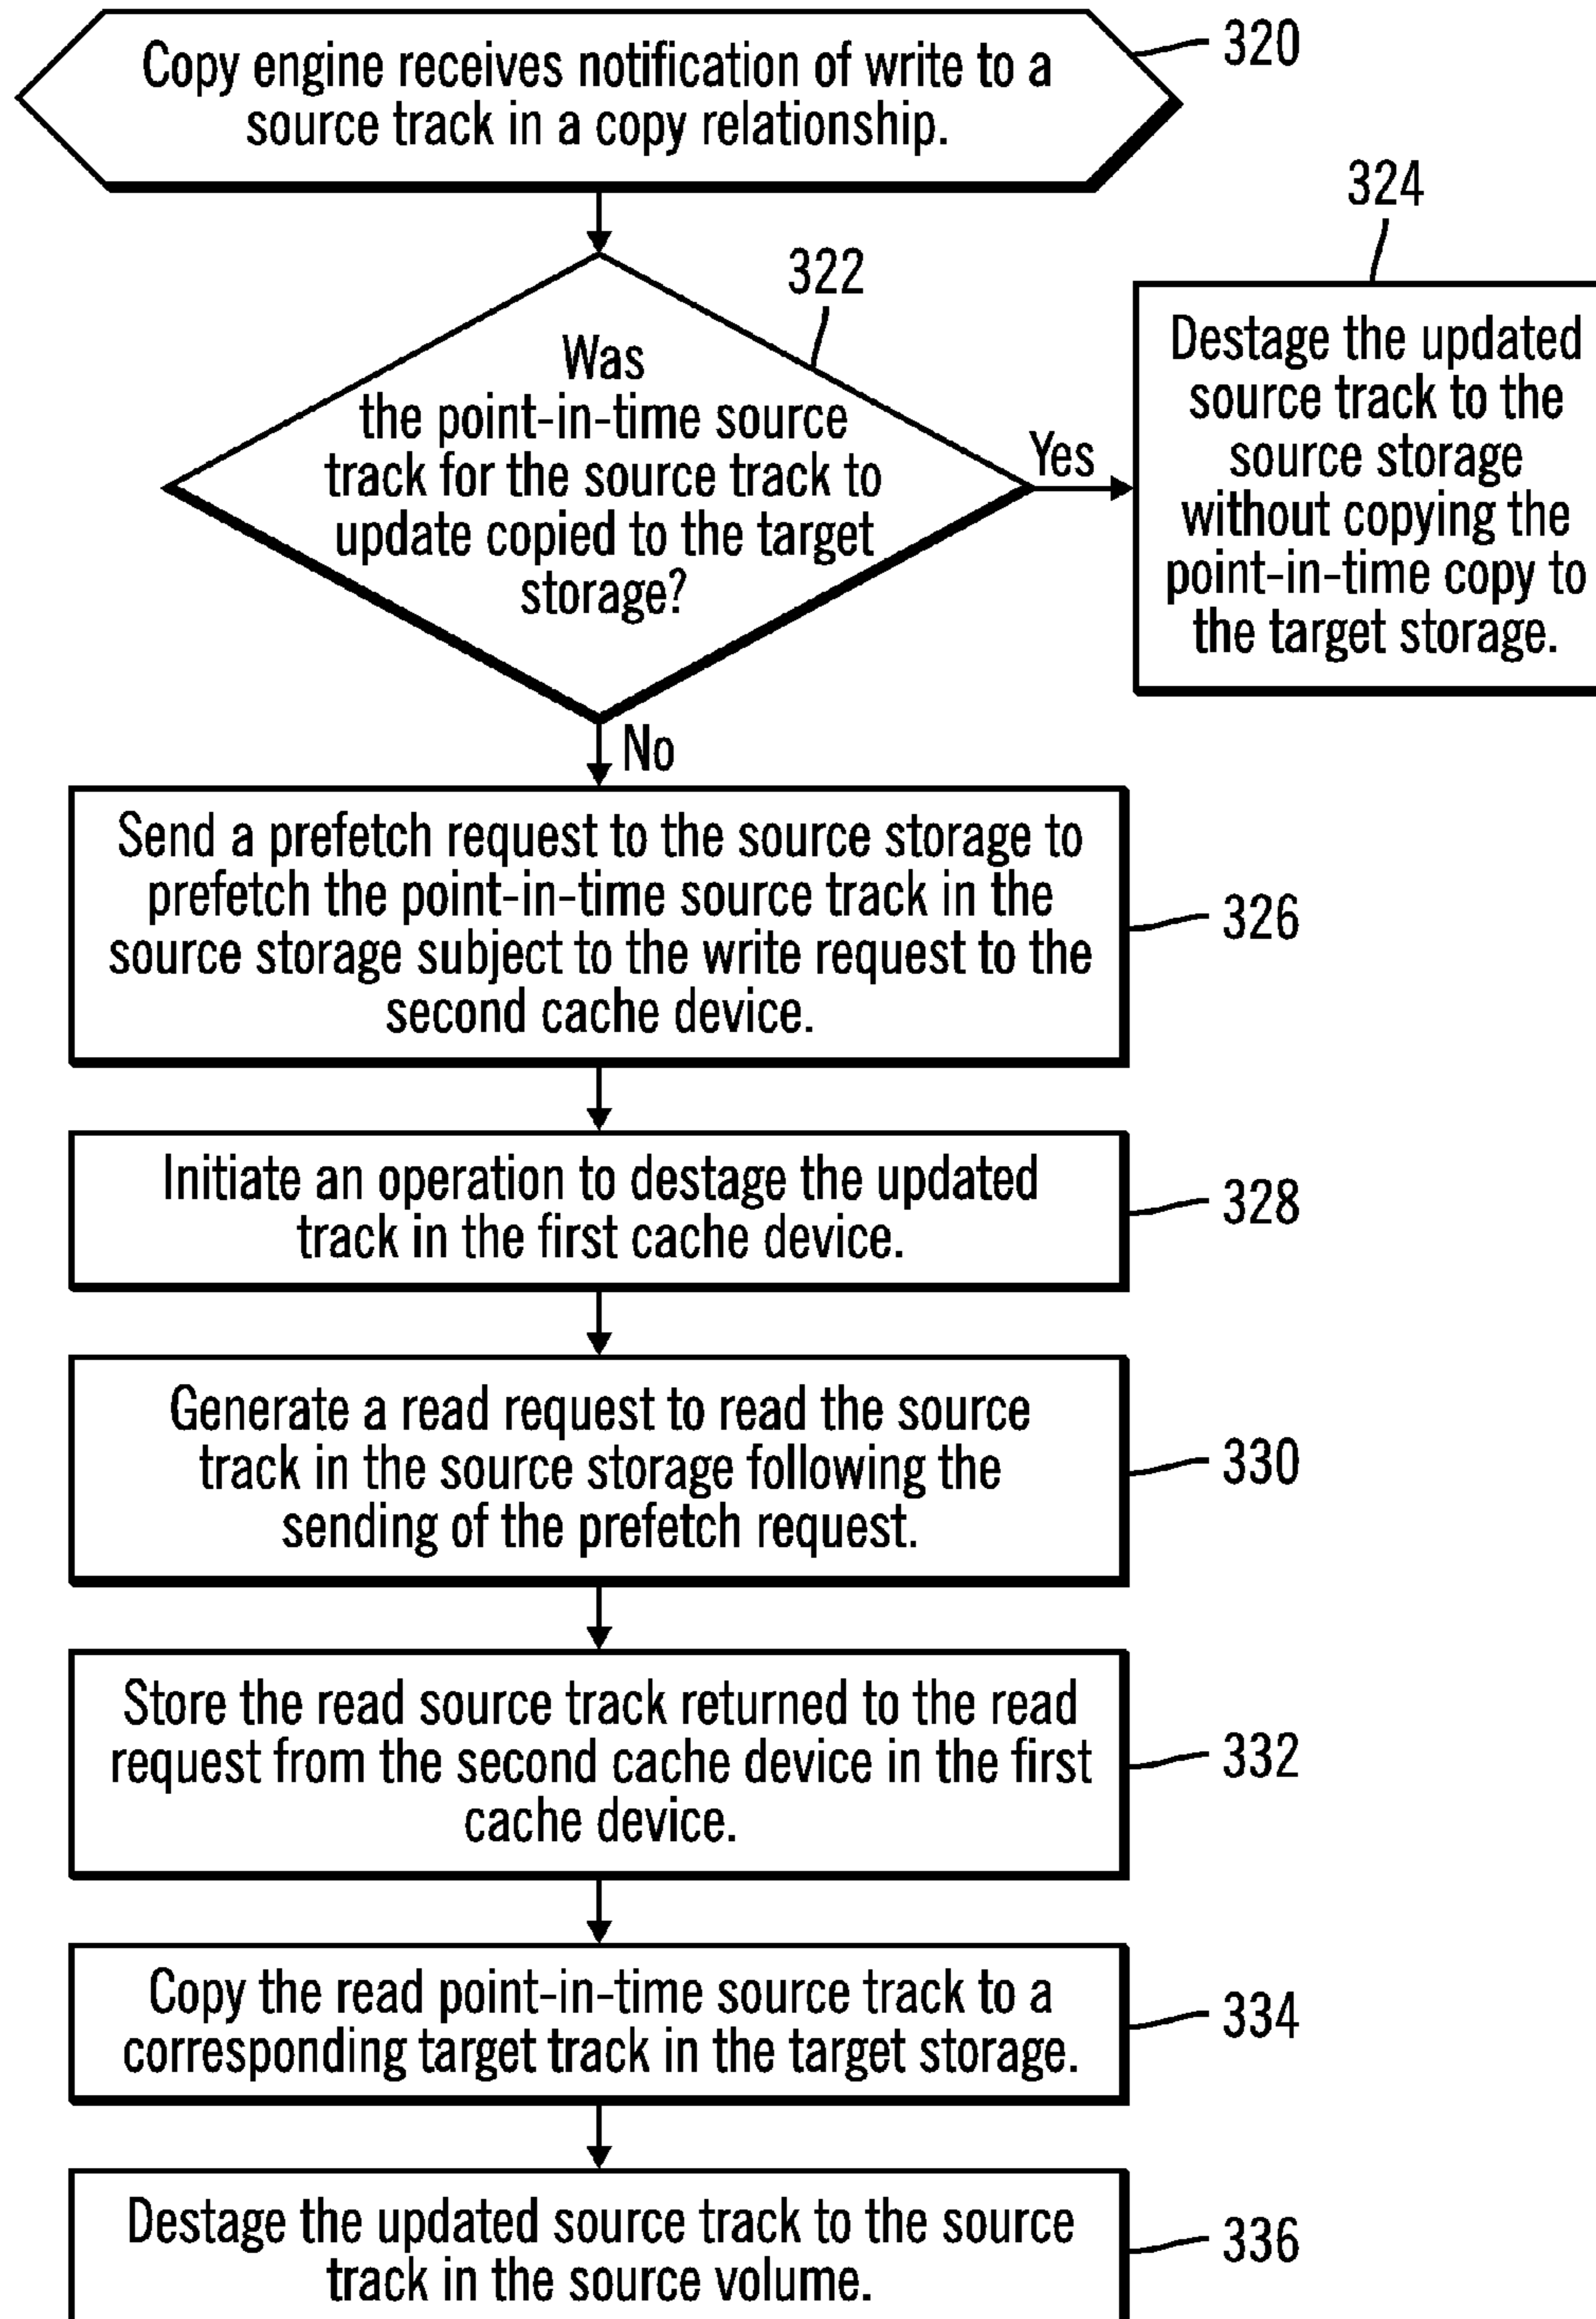 Copy engine receives notification of write to a
source track in a copy relationship.
320
322
Was
the point-in-time source
track for the source track to
update copied to the target
storage?
Yes
324
Destage the updated
source track to the
source storage
without copying the
point-in-time copy to
the target storage.
No
Send a prefetch request to the source storage to
prefetch the point-in-time source track in the
source storage subject to the write request to the
second cache device.
326
Initiate an operation to destage the updated
track in the first cache device.
328
Generate a read request to read the source
track in the source storage following the
sending of the prefetch request.
330
Store the read source track returned to the read
request from the second cache device in the first
cache device.
332
Copy the read point-in-time source track to a
corresponding target track in the target storage.
334
Destage the updated source track to the source
track in the source volume.
336